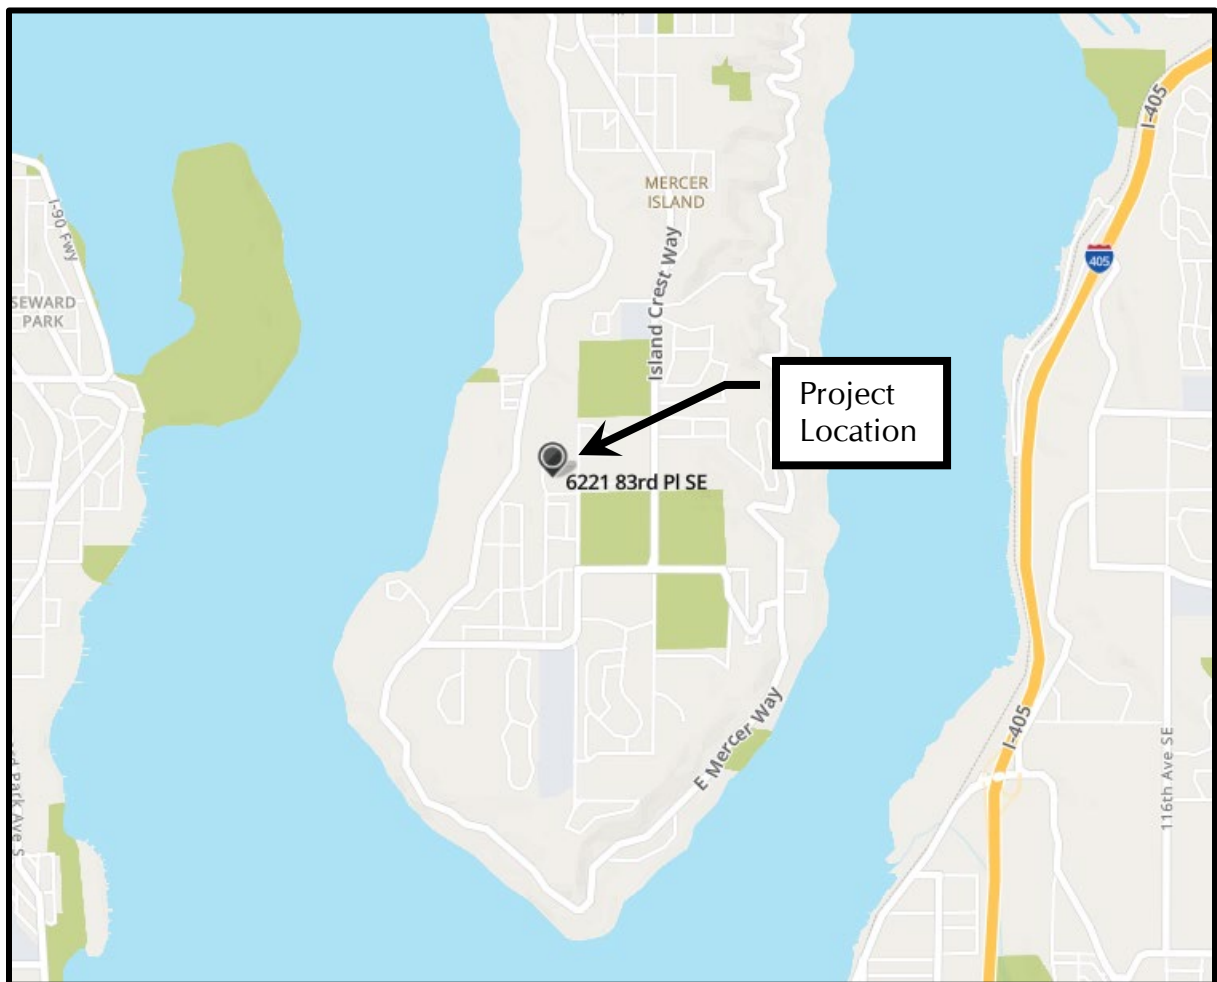 I-405
MERCER
ISLAND
I-90 Fwy
Island Crest Way
405
SEWARD
PARK
Project
Location
6221 83rd Pl SE
E Mercer Way
I-405
116th Ave SE
Park Ave S